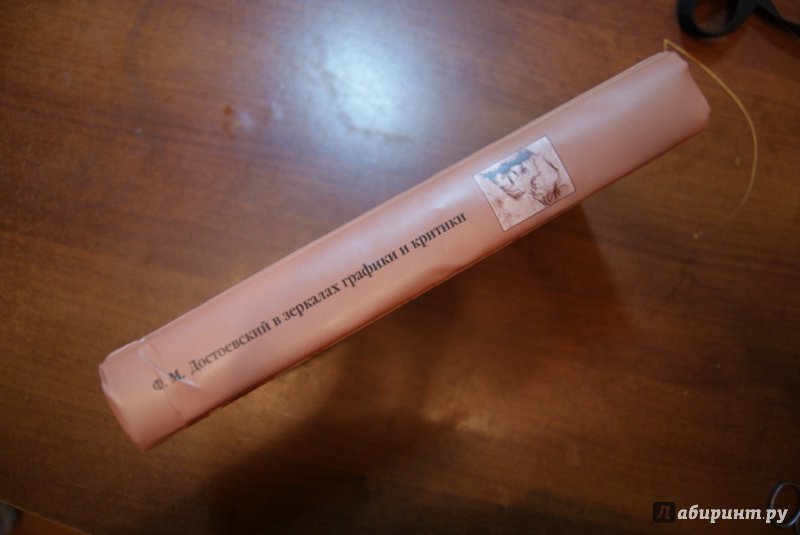 Ф. М. Достоевский в зеркалах графики и критики
Лабиринт.ру